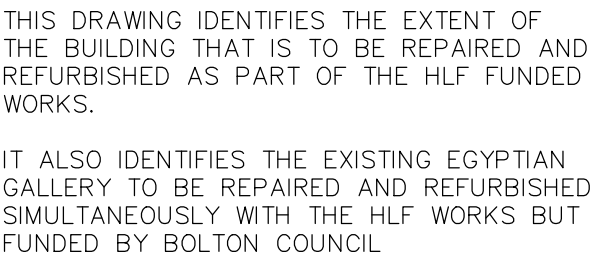 THIS DRAWING IDENTIFIES THE EXTENT OF
THE BUILDING THAT IS TO BE REPAIRED AND
REFURBISHED AS PART OF THE HLF FUNDED
WORKS.
IT ALSO IDENTIFIES THE EXISTING EGYPTIAN
GALLERY TO BE REPAIRED AND REFURBISHED
SIMULTANEOUSLY WITH THE HLF WORKS BUT
FUNDED BY BOLTON COUNCIL